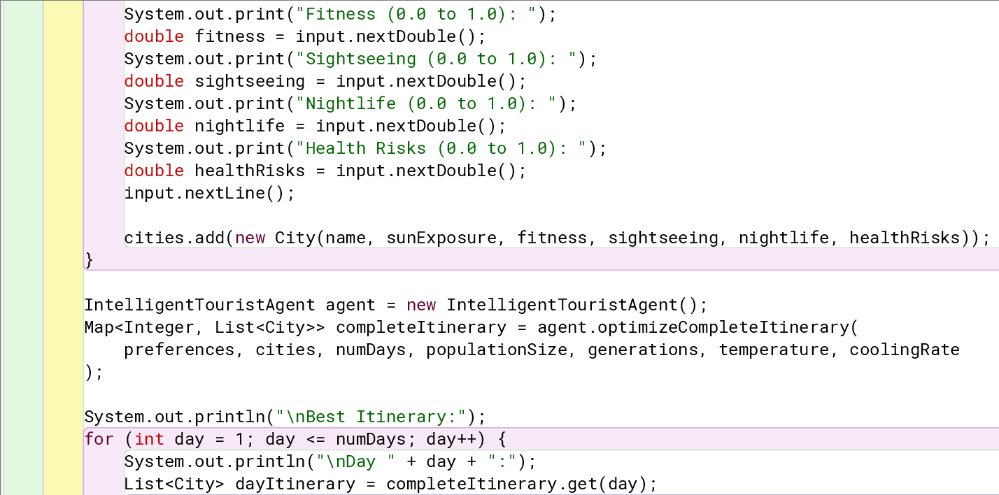 System.out.print("Fitness (0.0 to 1.0): ");
double fitness = input.nextDouble();
System.out.print("Sightseeing (0.0 to 1.0): ");
double sightseeing = input.nextDouble();
System.out.print("Nightlife (0.0 to 1.0): ");
double nightlife = input.nextDouble();
System.out.print("Health Risks (0.0 to 1.0): ");
double healthRisks = input.nextDouble();
input.nextLine();
cities.add(new City(name, sunExposure, fitness, sightseeing, nightlife, healthRisks));
}
IntelligentTouristAgent agent = new IntelligentTouristAgent();
Map<Integer, List<City>> completeItinerary = agent.optimizeCompleteItinerary(
preferences, cities, numDays, populationSize, generations, temperature, coolingRate
);
System.out.println("\nBest Itinerary:");
for (int day = 1; day <= numDays; day++) {
System.out.println("\nDay " + day + ":");
List<City> dayItinerary = completeItinerary.get(day);